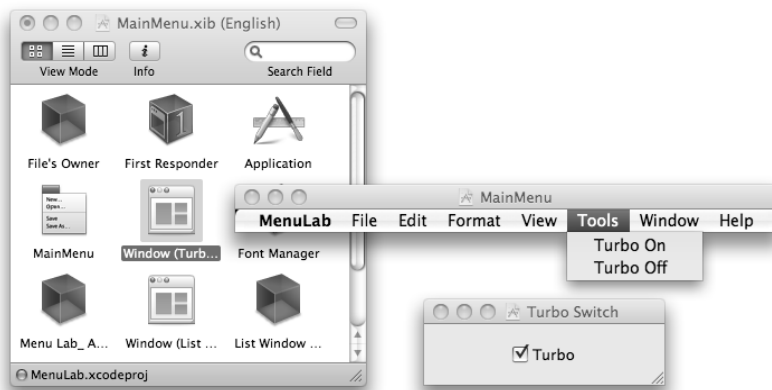 MainMenu.xib (English)
View Mode
Info
Search Field
File's Owner
First Responder
Application
MainMenu
Window (Turb...
Font Manager
Menu Lab_ A...
Window (List ...
List Window ...
MenuLab.xcodeproj
MainMenu
MenuLab File Edit Format View Tools Window Help
Turbo On
Turbo Off
Turbo Switch
Turbo